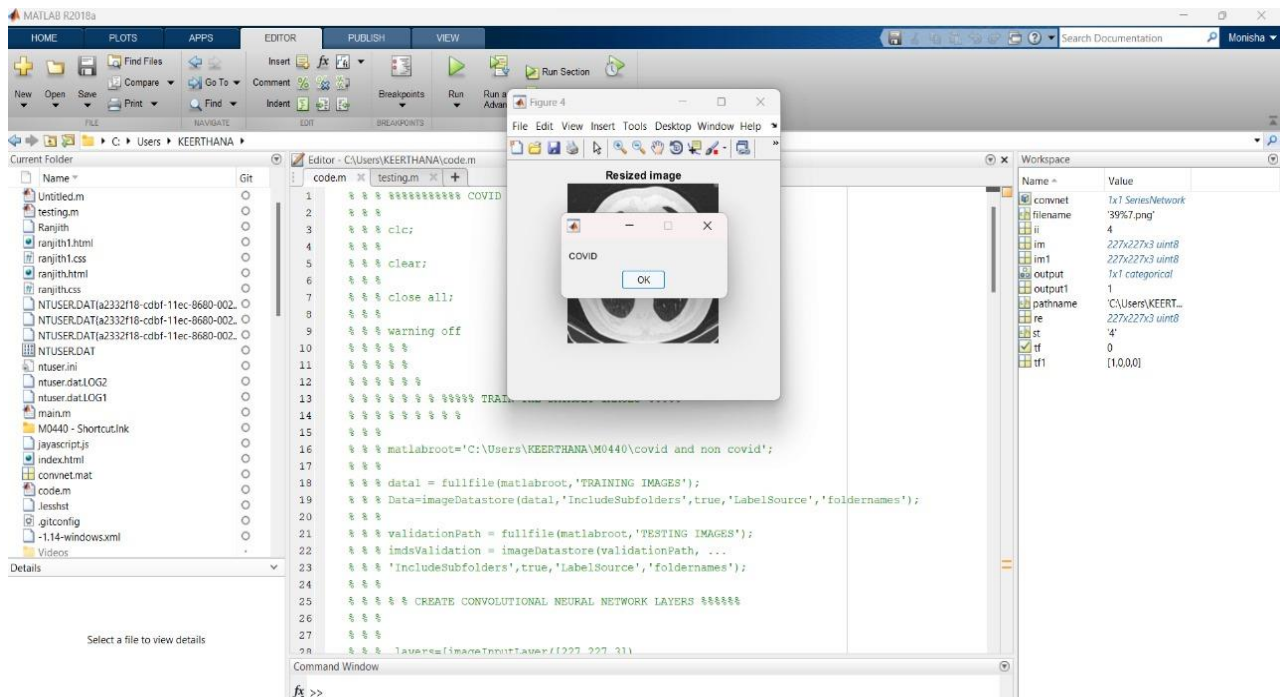 MATLAB R2018a
HOME PLOTS APPS EDITOR PUBLISH VIEW
Search Documentation Monisha
New Open Save Find Files Compare Print
Go To Find
Insert Comment Indent
Breakpoints
Run Run a
Advan
Run Section
FILE NAVIGATE EDIT BREAKPOINTS
C: Users KEERTHANA
Current Folder
Name Git
Untitled.m
testing.m
Ranjith
ranjith1.html
ranjith1.css
ranjith.html
ranjith.css
NTUSER.DAT{a2332f18-cdbf-11ec-8680-002..
NTUSER.DAT{a2332f18-cdbf-11ec-8680-002..
NTUSER.DAT{a2332f18-cdbf-11ec-8680-002..
NTUSER.DAT
ntuser.ini
ntuser.dat.LOG2
ntuser.dat.LOG1
main.m
M0440 - Shortcut.lnk
jayascript.js
index.html
convnet.mat
code.m
.lesshst
.gitconfig
-1.14-windows.xml
Videos
Details
Select a file to view details
Editor - C:\Users\KEERTHANA\code.m
code.m testing.m
1 % % % %%%%%%%%%%% COVID
2 % % %
3 % % % clc;
4 % % %
5 % % % clear;
6 % % %
7 % % % close all;
8 % % %
9 % % % warning off
10 % % % % %
11 % % % % %
12 % % % % % %
13 % % % % % % % %%%%% TRAIN
14 % % % % % % % % %
15 % % %
16 % % % matlabroot='C:\Users\KEERTHANA\M0440\covid and non covid';
17 % % %
18 % % % data1 = fullfile(matlabroot,'TRAINING IMAGES');
19 % % % Data=imageDatastore(data1,'IncludeSubfolders',true,'LabelSource','foldernames');
20 % % %
21 % % % validationPath = fullfile(matlabroot,'TESTING IMAGES');
22 % % % imdsValidation = imageDatastore(validationPath, ...
23 % % % 'IncludeSubfolders',true,'LabelSource','foldernames');
24 % % %
25 % % % % % CREATE CONVOLUTIONAL NEURAL NETWORK LAYERS %%%%%%
26 % % %
27 % % %
28 % % % layers=[imageInputLayer([227 227 3])
Command Window
fx >>
Figure 4
File Edit View Insert Tools Desktop Window Help
Resized image
COVID
OK
Workspace
Name Value
convnet 1x1 SeriesNetwork
filename '39%7.png'
ii 4
im 227x227x3 uint8
im1 227x227x3 uint8
output 1x1 categorical
output1 1
pathname 'C:\Users\KEERT...
re 227x227x3 uint8
st '4'
tf 0
tf1 [1,0,0,0]